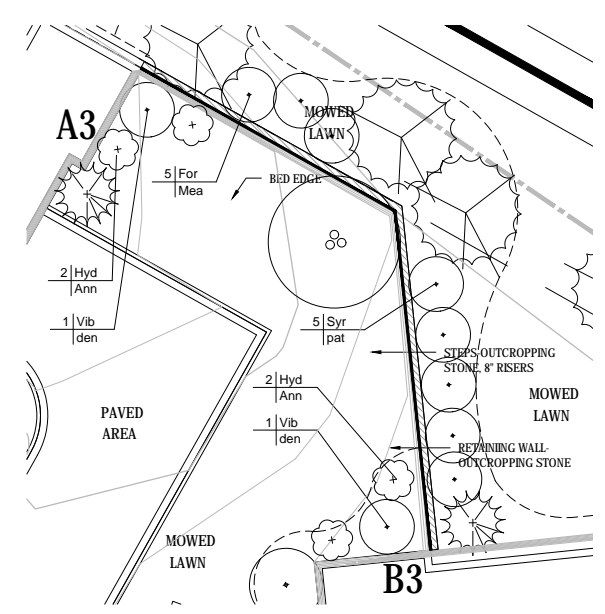 MOWED
LAWN
A3
5 For
Mea
BED EDGE
2 Hyd
Ann
1 Vib
den
5 Syr
pat
STEPS-OUTCROPPING
STONE, 8" RISERS
2 Hyd
Ann
MOWED
LAWN
PAVED
AREA
1 Vib
den
RETAINING WALL-
OUTCROPPING STONE
MOWED
LAWN
B3